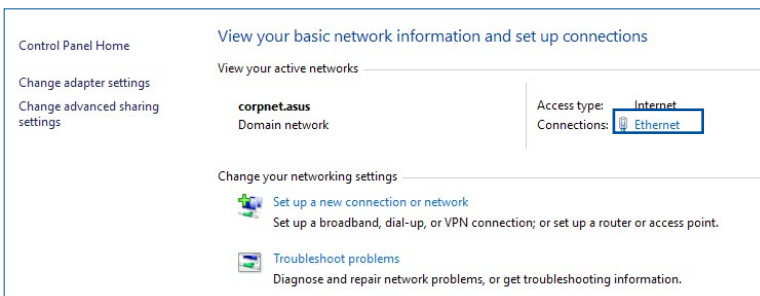 Control Panel Home
Change adapter settings
Change advanced sharing
settings
View your basic network information and set up connections
View your active networks
corpnet.asus
Domain network
Access type: Internet
Connections: Ethernet
Change your networking settings
Set up a new connection or network
Set up a broadband, dial-up, or VPN connection; or set up a router or access point.
Troubleshoot problems
Diagnose and repair network problems, or get troubleshooting information.